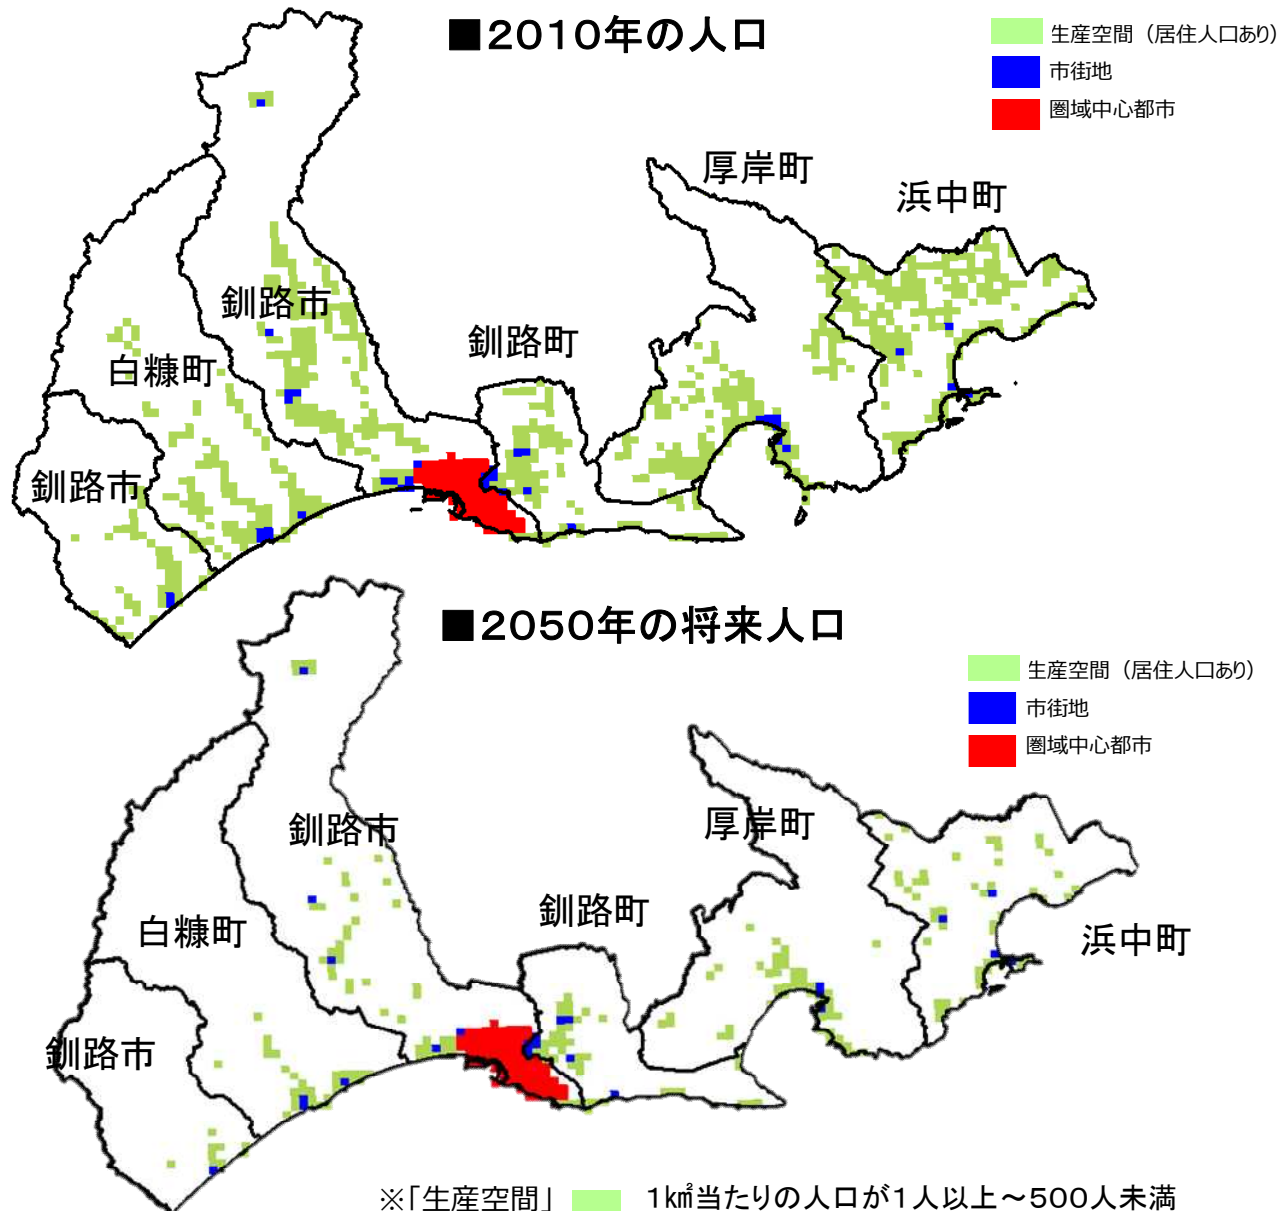 ■2010年の人口
生産空間（居住人口あり）
市街地
圏域中心都市
厚岸町
浜中町
釧路市
釧路町
白糠町
釧路市
■2050年の将来人口
生産空間（居住人口あり）
市街地
圏域中心都市
厚岸町
釧路市
釧路町
白糠町
浜中町
釧路市
※「生産空間」 1㎢当たりの人口が1人以上～500人未満